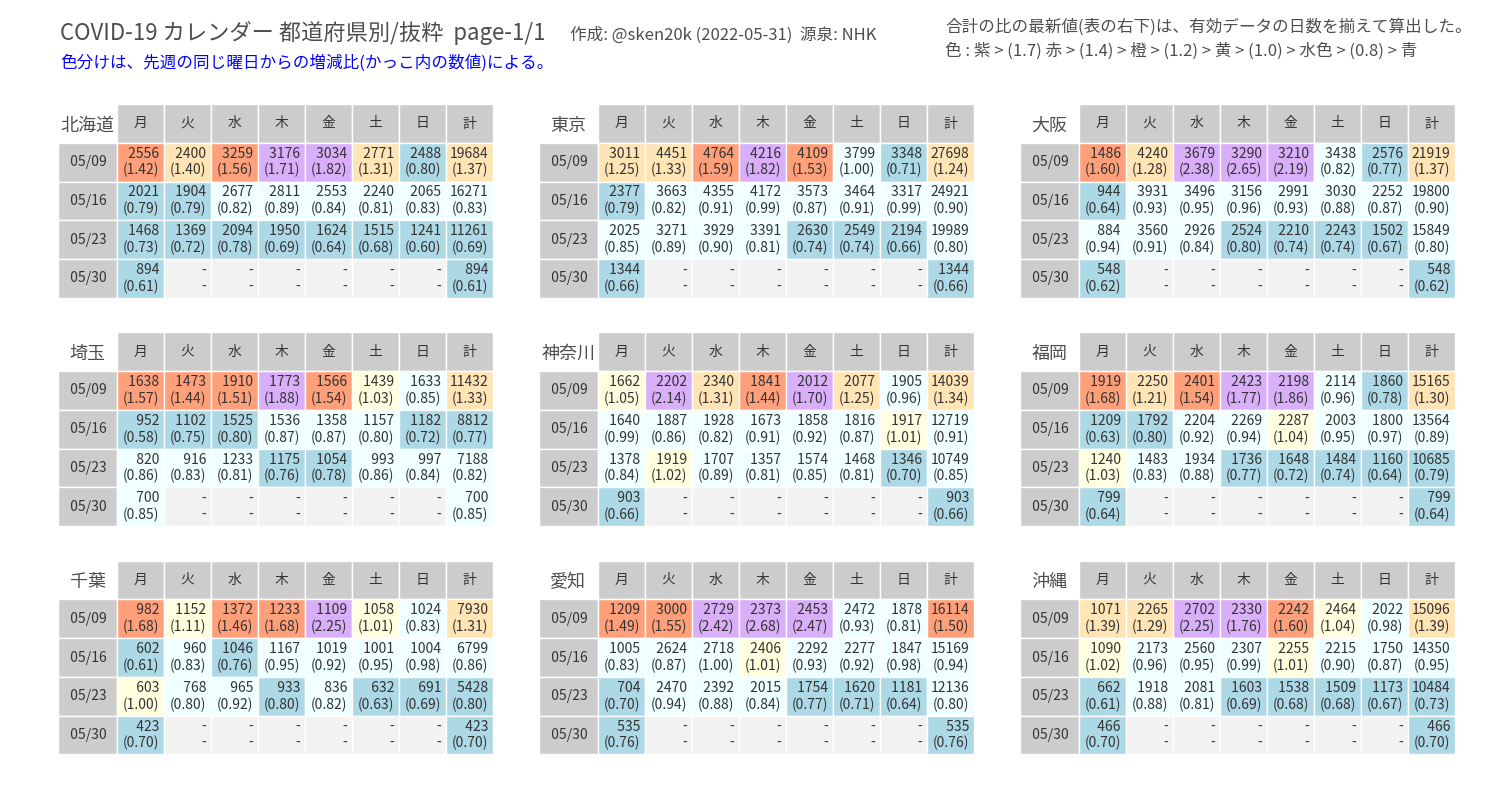 COVID-19 カレンダー 都道府県別/抜粋 page-1/1 作成: @sken20k (2022-05-31) 源泉: NHK
色分けは、先週の同じ曜日からの増減比(かっこ内の数値)による。
合計の比の最新値(表の右下)は、有効データの日数を揃えて算出した。
色 : 紫 > (1.7) 赤 > (1.4) > 橙 > (1.2) > 黄 > (1.0) > 水色 > (0.8) > 青
北海道 月 火 水 木 金 土 日 計
05/09 2556 2400 3259 3176 3034 2771 2488 19684
(1.42) (1.40) (1.56) (1.71) (1.82) (1.31) (0.80) (1.37)
05/16 2021 1904 2677 2811 2553 2240 2065 16271
(0.79) (0.79) (0.82) (0.89) (0.84) (0.81) (0.83) (0.83)
05/23 1468 1369 2094 1950 1624 1515 1241 11261
(0.73) (0.72) (0.78) (0.69) (0.64) (0.68) (0.60) (0.69)
05/30 894 - - - - - - 894
(0.61) - - - - - - (0.61)
東京 月 火 水 木 金 土 日 計
05/09 3011 4451 4764 4216 4109 3799 3348 27698
(1.25) (1.33) (1.59) (1.82) (1.53) (1.00) (0.71) (1.24)
05/16 2377 3663 4355 4172 3573 3464 3317 24921
(0.79) (0.82) (0.91) (0.99) (0.87) (0.91) (0.99) (0.90)
05/23 2025 3271 3929 3391 2630 2549 2194 19989
(0.85) (0.89) (0.90) (0.81) (0.74) (0.74) (0.66) (0.80)
05/30 1344 - - - - - - 1344
(0.66) - - - - - - (0.66)
大阪 月 火 水 木 金 土 日 計
05/09 1486 4240 3679 3290 3210 3438 2576 21919
(1.60) (1.28) (2.38) (2.65) (2.19) (0.82) (0.77) (1.37)
05/16 944 3931 3496 3156 2991 3030 2252 19800
(0.64) (0.93) (0.95) (0.96) (0.93) (0.88) (0.87) (0.90)
05/23 884 3560 2926 2524 2210 2243 1502 15849
(0.94) (0.91) (0.84) (0.80) (0.74) (0.74) (0.67) (0.80)
05/30 548 - - - - - - 548
(0.62) - - - - - - (0.62)
埼玉 月 火 水 木 金 土 日 計
05/09 1638 1473 1910 1773 1566 1439 1633 11432
(1.57) (1.44) (1.51) (1.88) (1.54) (1.03) (0.85) (1.33)
05/16 952 1102 1525 1536 1358 1157 1182 8812
(0.58) (0.75) (0.80) (0.87) (0.87) (0.80) (0.72) (0.77)
05/23 820 916 1233 1175 1054 993 997 7188
(0.86) (0.83) (0.81) (0.76) (0.78) (0.86) (0.84) (0.82)
05/30 700 - - - - - - 700
(0.85) - - - - - - (0.85)
神奈川 月 火 水 木 金 土 日 計
05/09 1662 2202 2340 1841 2012 2077 1905 14039
(1.05) (2.14) (1.31) (1.44) (1.70) (1.25) (0.96) (1.34)
05/16 1640 1887 1928 1673 1858 1816 1917 12719
(0.99) (0.86) (0.82) (0.91) (0.92) (0.87) (1.01) (0.91)
05/23 1378 1919 1707 1357 1574 1468 1346 10749
(0.84) (1.02) (0.89) (0.81) (0.85) (0.81) (0.70) (0.85)
05/30 903 - - - - - - 903
(0.66) - - - - - - (0.66)
福岡 月 火 水 木 金 土 日 計
05/09 1919 2250 2401 2423 2198 2114 1860 15165
(1.68) (1.21) (1.54) (1.77) (1.86) (0.96) (0.78) (1.30)
05/16 1209 1792 2204 2269 2287 2003 1800 13564
(0.63) (0.80) (0.92) (0.94) (1.04) (0.95) (0.97) (0.89)
05/23 1240 1483 1934 1736 1648 1484 1160 10685
(1.03) (0.83) (0.88) (0.77) (0.72) (0.74) (0.64) (0.79)
05/30 799 - - - - - - 799
(0.64) - - - - - - (0.64)
千葉 月 火 水 木 金 土 日 計
05/09 982 1152 1372 1233 1109 1058 1024 7930
(1.68) (1.11) (1.46) (1.68) (2.25) (1.01) (0.83) (1.31)
05/16 602 960 1046 1167 1019 1001 1004 6799
(0.61) (0.83) (0.76) (0.95) (0.92) (0.95) (0.98) (0.86)
05/23 603 768 965 933 836 632 691 5428
(1.00) (0.80) (0.92) (0.80) (0.82) (0.63) (0.69) (0.80)
05/30 423 - - - - - - 423
(0.70) - - - - - - (0.70)
愛知 月 火 水 木 金 土 日 計
05/09 1209 3000 2729 2373 2453 2472 1878 16114
(1.49) (1.55) (2.42) (2.68) (2.47) (0.93) (0.81) (1.50)
05/16 1005 2624 2718 2406 2292 2277 1847 15169
(0.83) (0.87) (1.00) (1.01) (0.93) (0.92) (0.98) (0.94)
05/23 704 2470 2392 2015 1754 1620 1181 12136
(0.70) (0.94) (0.88) (0.84) (0.77) (0.71) (0.64) (0.80)
05/30 535 - - - - - - 535
(0.76) - - - - - - (0.76)
沖縄 月 火 水 木 金 土 日 計
05/09 1071 2265 2702 2330 2242 2464 2022 15096
(1.39) (1.29) (2.25) (1.76) (1.60) (1.04) (0.98) (1.39)
05/16 1090 2173 2560 2307 2255 2215 1750 14350
(1.02) (0.96) (0.95) (0.99) (1.01) (0.90) (0.87) (0.95)
05/23 662 1918 2081 1603 1538 1509 1173 10484
(0.61) (0.88) (0.81) (0.69) (0.68) (0.68) (0.67) (0.73)
05/30 466 - - - - - - 466
(0.70) - - - - - - (0.70)